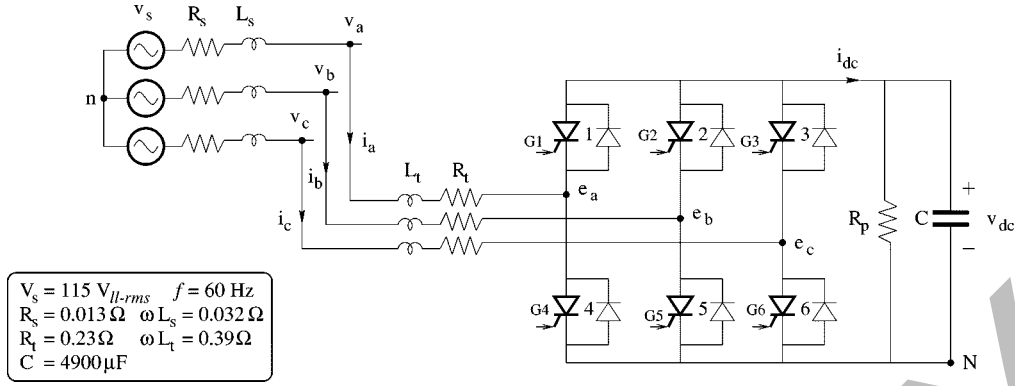 v_s R_s L_s v_a
v_b
n
v_c
i_dc
G1 1 G2 2 G3 3
i_a
i_b L_t R_t
e_a
i_c e_b
e_c
R_p C + v_dc −
V_s = 115 V_ll-rms f = 60 Hz
R_s = 0.013 Ω ωL_s = 0.032 Ω
R_t = 0.23 Ω ωL_t = 0.39 Ω
C = 4900 μF
G4 4 G5 5 G6 6
N